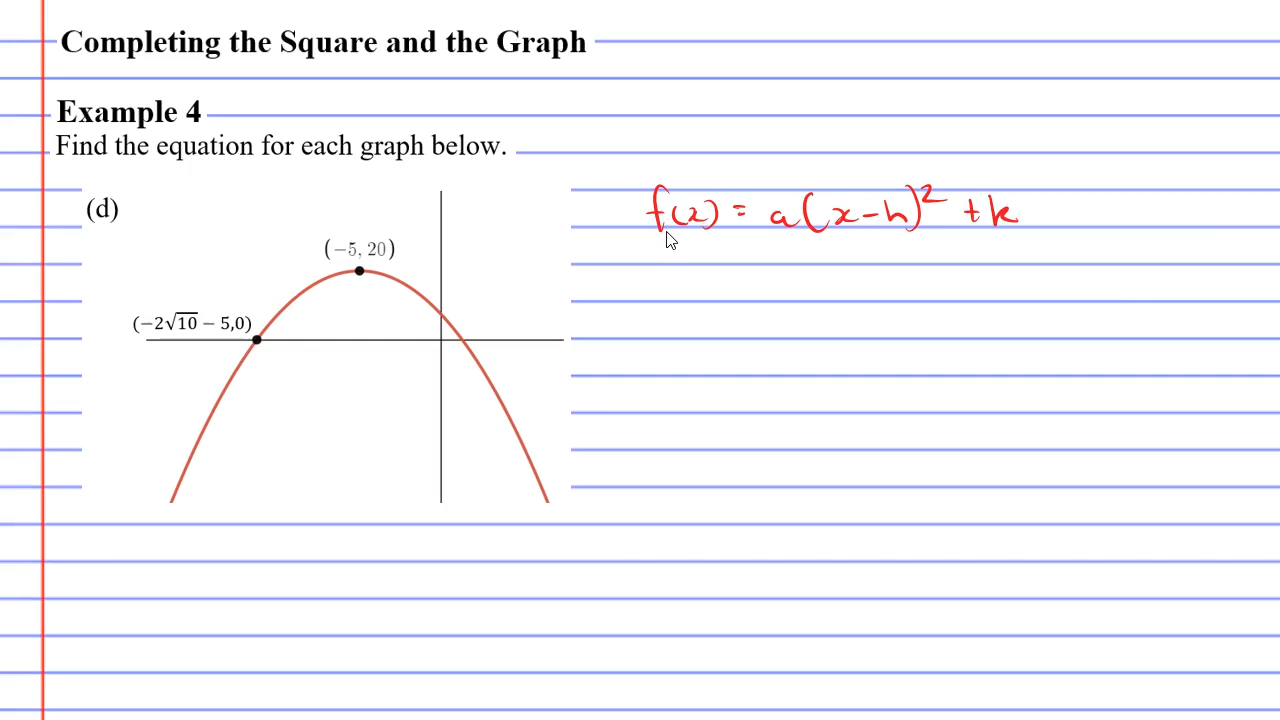 Completing the Square and the Graph
Example 4
Find the equation for each graph below.
(d)
f(x) = a(x-h)² + k
(−5, 20)
(−2√10 − 5,0)